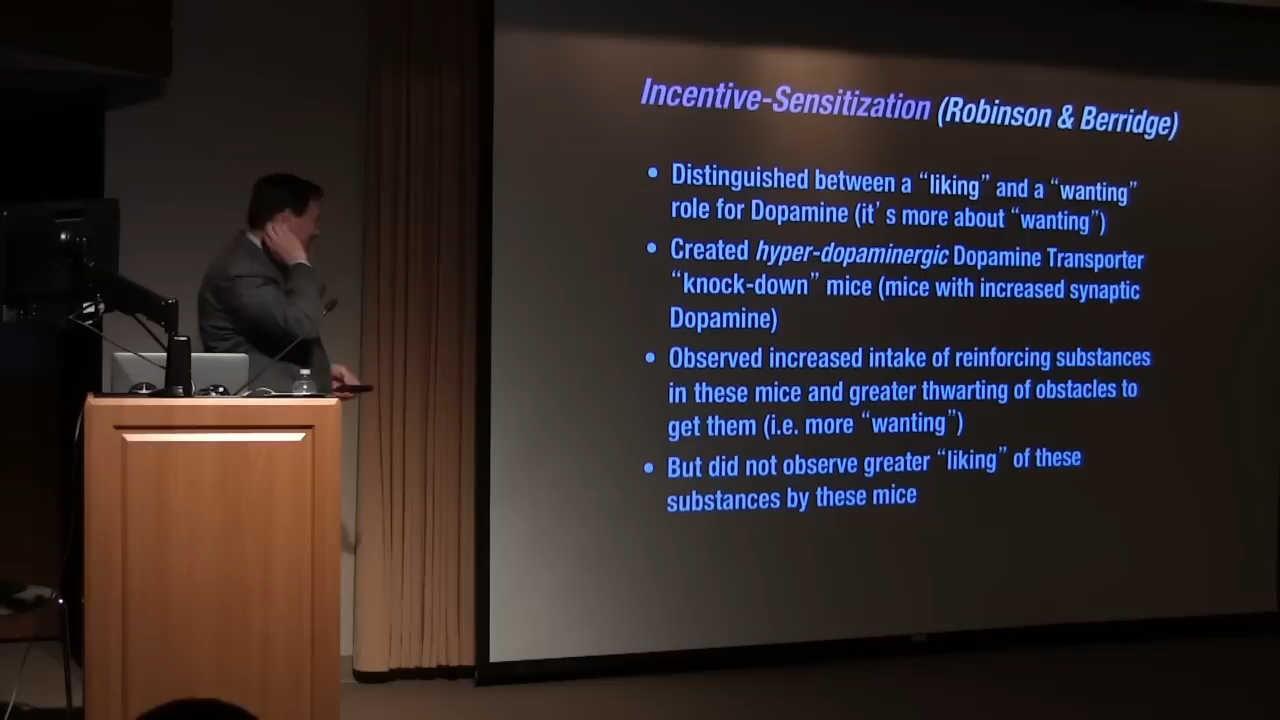 Incentive-Sensitization (Robinson & Berridge)
• Distinguished between a “liking” and a “wanting”
role for Dopamine (it’s more about “wanting”)
• Created hyper-dopaminergic Dopamine Transporter
“knock-down” mice (mice with increased synaptic
Dopamine)
• Observed increased intake of reinforcing substances
in these mice and greater thwarting of obstacles to
get them (i.e. more “wanting”)
• But did not observe greater “liking” of these
substances by these mice